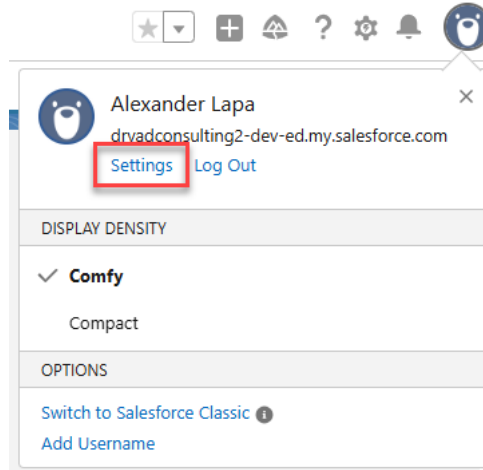 Alexander Lapa
dryadconsulting2-dev-ed.my.salesforce.com
Settings Log Out
DISPLAY DENSITY
Comfy
Compact
OPTIONS
Switch to Salesforce Classic
Add Username